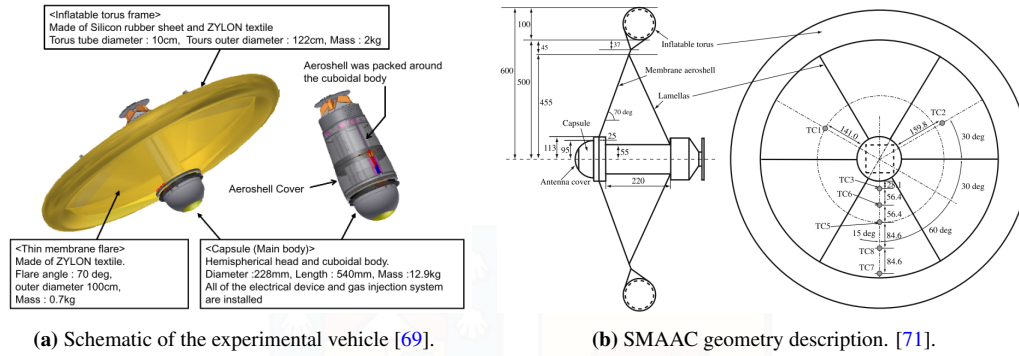 <Inflatable torus frame>
Made of Silicon rubber sheet and ZYLON textile
Torus tube diameter : 10cm, Tours outer diameter : 122cm, Mass : 2kg
Aeroshell was packed around
the cuboidal body
Aeroshell Cover
<Thin membrane flare>
Made of ZYLON textile.
Flare angle : 70 deg,
outer diameter 100cm,
Mass : 0.7kg
<Capsule (Main body)>
Hemispherical head and cuboidal body.
Diameter :228mm, Length : 540mm, Mass :12.9kg
All of the electrical device and gas injection system
are installed
(a) Schematic of the experimental vehicle [69].
100
45
37
600
500
455
Inflatable torus
Membrane aeroshell
Lamellas
70 deg
Capsule
25
113
95
55
Antenna cover
220
TC1
141.0
159.8
TC2
30 deg
30 deg
TC3
TC6
56.4
56.4
TC5
15 deg
84.6
60 deg
TC8
84.6
TC7
(b) SMAAC geometry description. [71]